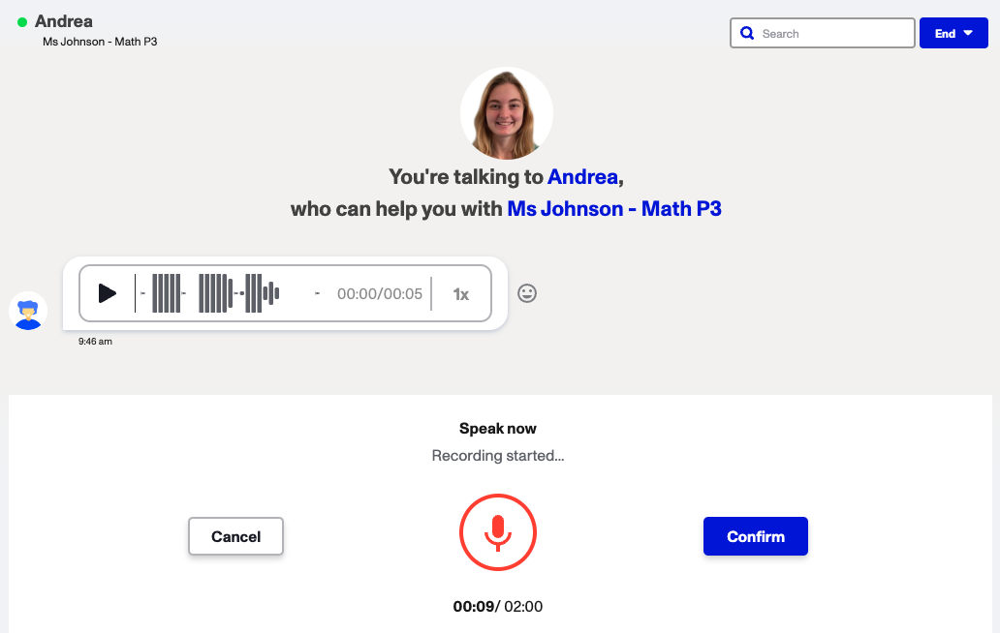 Andrea
Ms Johnson - Math P3
Search
End
You're talking to Andrea,
who can help you with Ms Johnson - Math P3
00:00/00:05
1x
9:46 am
Speak now
Recording started...
Cancel
Confirm
00:09/ 02:00